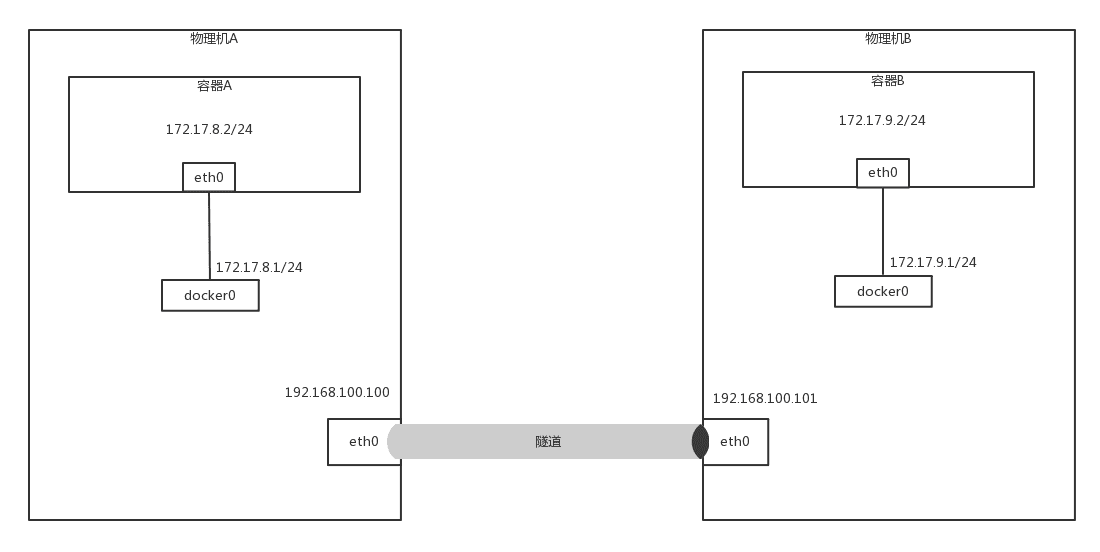 物理机A
容器A
172.17.8.2/24
eth0
172.17.8.1/24
docker0
192.168.100.100
eth0
隧道
物理机B
容器B
172.17.9.2/24
eth0
172.17.9.1/24
docker0
192.168.100.101
eth0